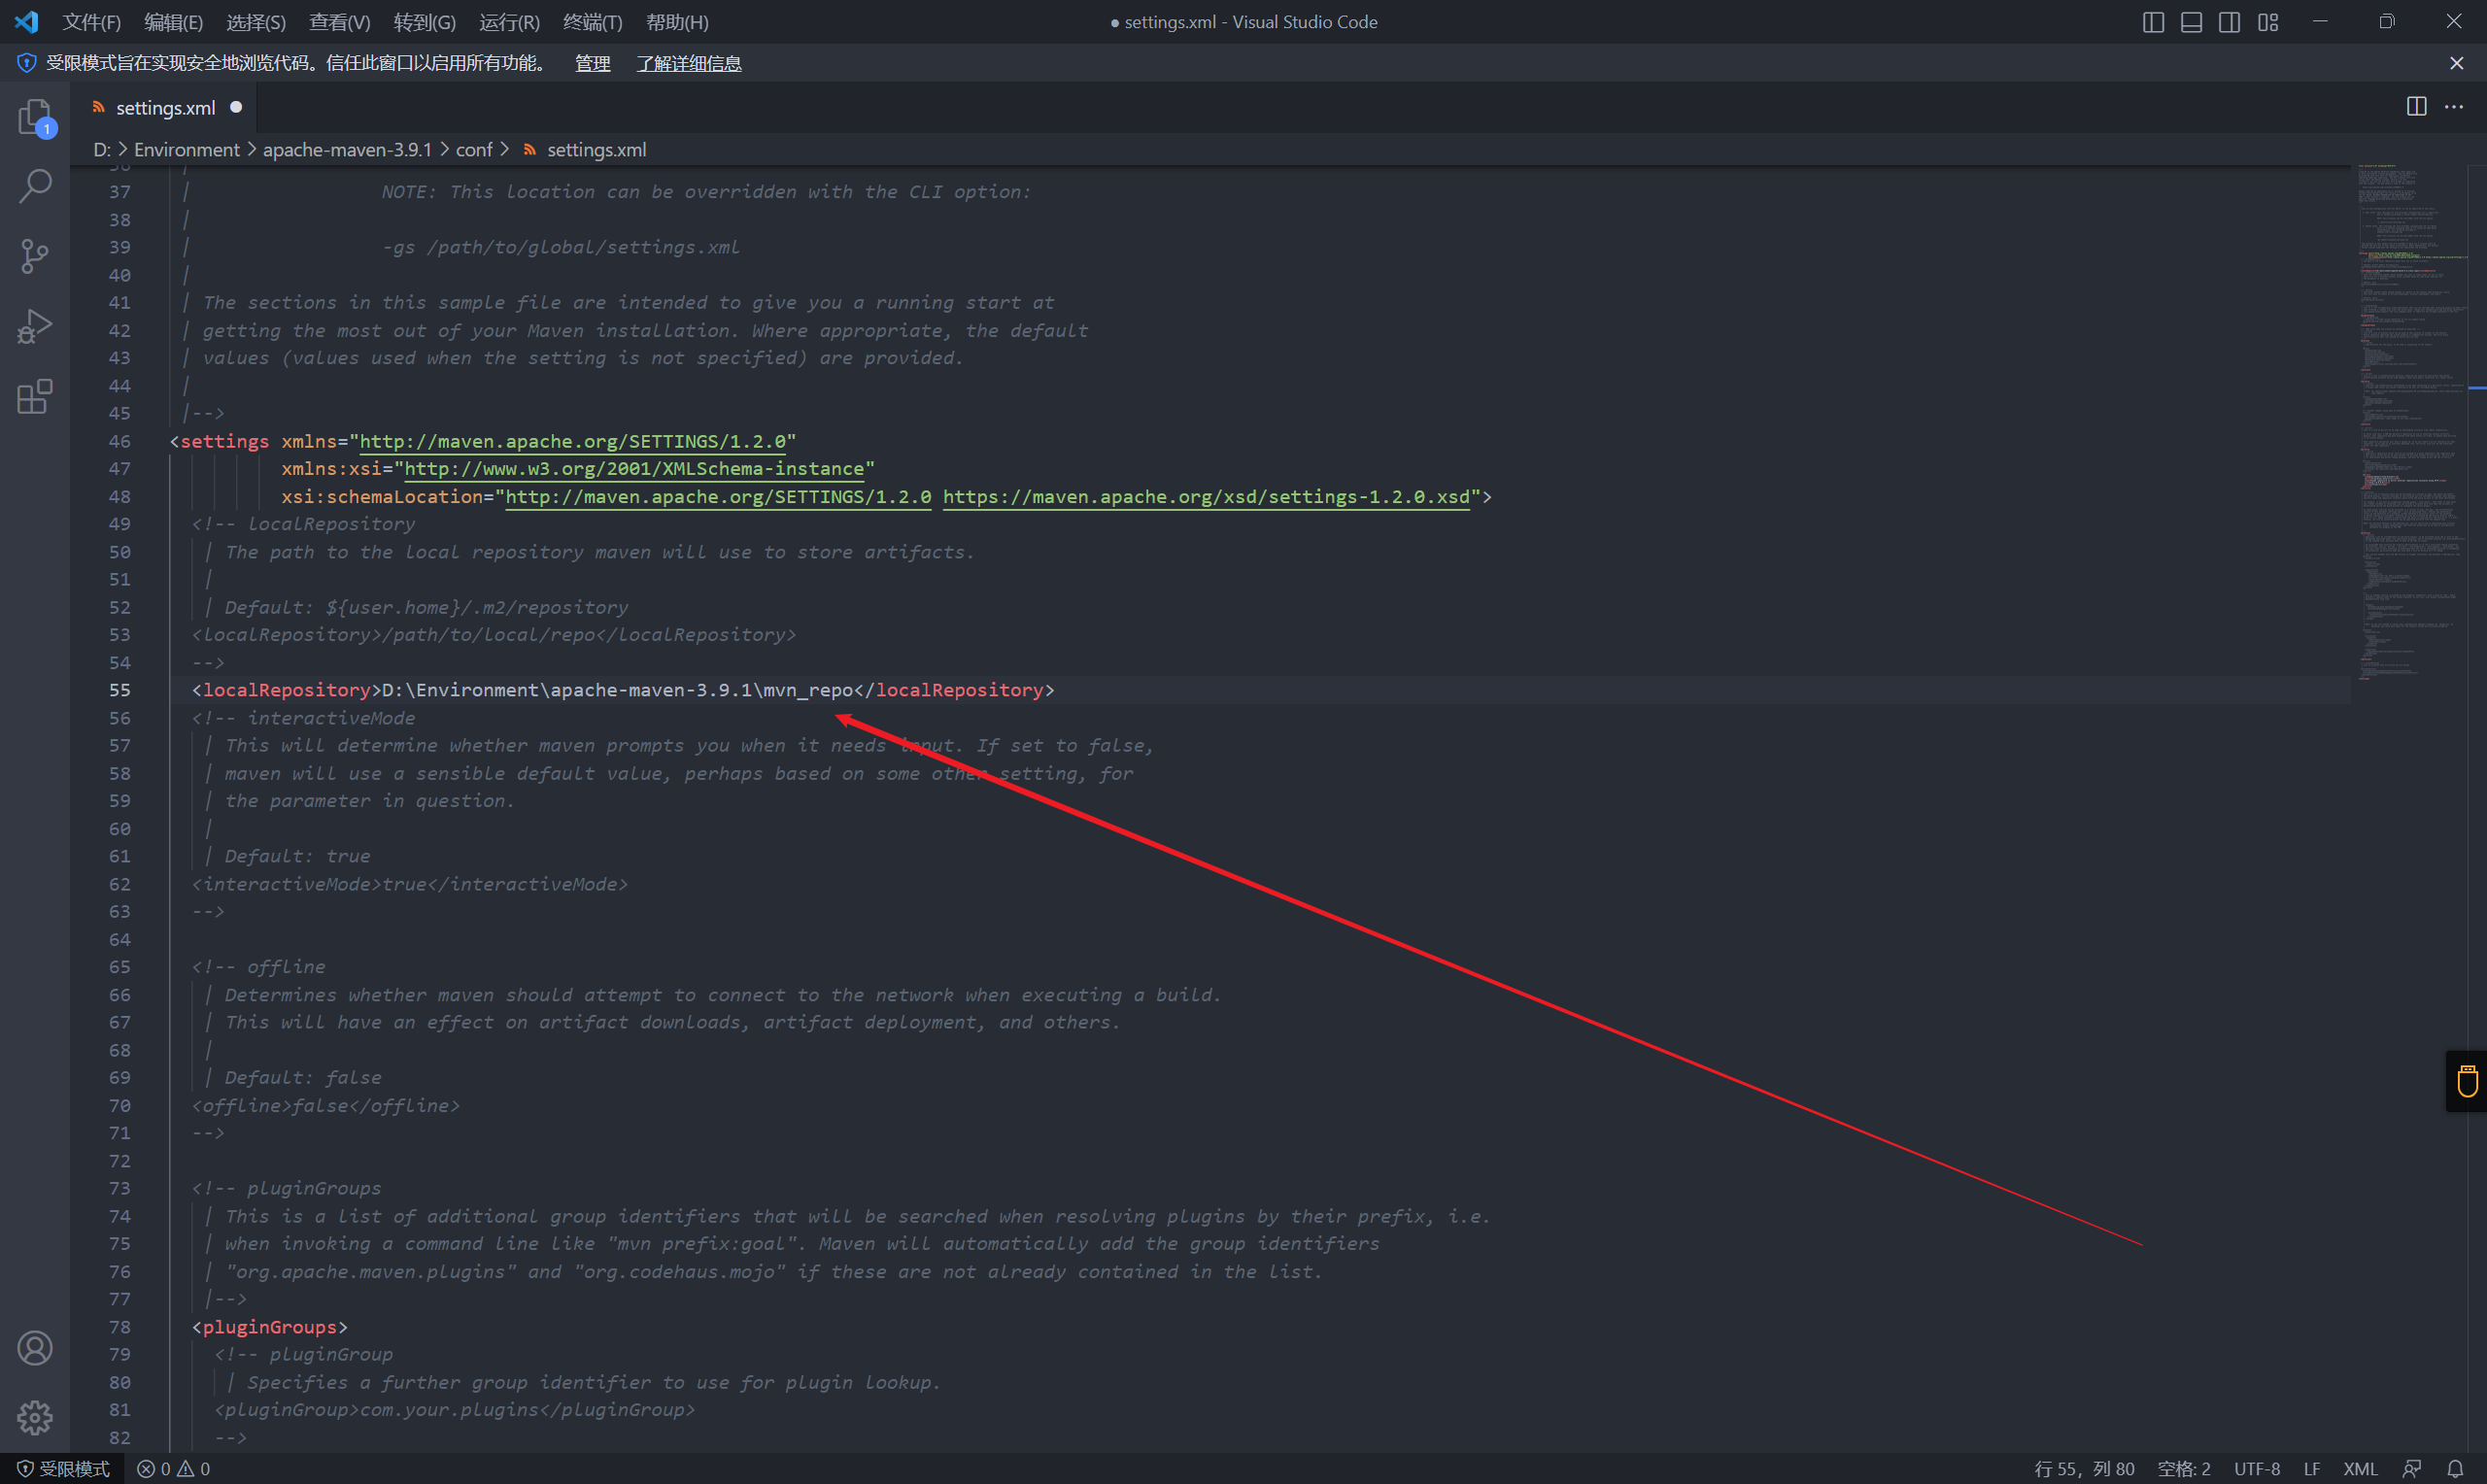 文件(F) 编辑(E) 选择(S) 查看(V) 转到(G) 运行(R) 终端(T) 帮助(H) ● settings.xml - Visual Studio Code
受限模式旨在实现安全地浏览代码。信任此窗口以启用所有功能。 管理 了解详细信息
1
settings.xml ●
D: > Environment > apache-maven-3.9.1 > conf > settings.xml
36 |
37 | NOTE: This location can be overridden with the CLI option:
38 |
39 | -gs /path/to/global/settings.xml
40 |
41 | The sections in this sample file are intended to give you a running start at
42 | getting the most out of your Maven installation. Where appropriate, the default
43 | values (values used when the setting is not specified) are provided.
44 |
45 |-->
46 <settings xmlns="http://maven.apache.org/SETTINGS/1.2.0"
47 xmlns:xsi="http://www.w3.org/2001/XMLSchema-instance"
48 xsi:schemaLocation="http://maven.apache.org/SETTINGS/1.2.0 https://maven.apache.org/xsd/settings-1.2.0.xsd">
49 <!-- localRepository
50 | The path to the local repository maven will use to store artifacts.
51 |
52 | Default: ${user.home}/.m2/repository
53 <localRepository>/path/to/local/repo</localRepository>
54 -->
55 <localRepository>D:\Environment\apache-maven-3.9.1\mvn_repo</localRepository>
56 <!-- interactiveMode
57 | This will determine whether maven prompts you when it needs input. If set to false,
58 | maven will use a sensible default value, perhaps based on some other setting, for
59 | the parameter in question.
60 |
61 | Default: true
62 <interactiveMode>true</interactiveMode>
63 -->
64
65 <!-- offline
66 | Determines whether maven should attempt to connect to the network when executing a build.
67 | This will have an effect on artifact downloads, artifact deployment, and others.
68 |
69 | Default: false
70 <offline>false</offline>
71 -->
72
73 <!-- pluginGroups
74 | This is a list of additional group identifiers that will be searched when resolving plugins by their prefix, i.e.
75 | when invoking a command line like "mvn prefix:goal". Maven will automatically add the group identifiers
76 | "org.apache.maven.plugins" and "org.codehaus.mojo" if these are not already contained in the list.
77 |-->
78 <pluginGroups>
79 <!-- pluginGroup
80 | Specifies a further group identifier to use for plugin lookup.
81 <pluginGroup>com.your.plugins</pluginGroup>
82 -->
受限模式 0 0 行 55，列 80 空格: 2 UTF-8 LF XML